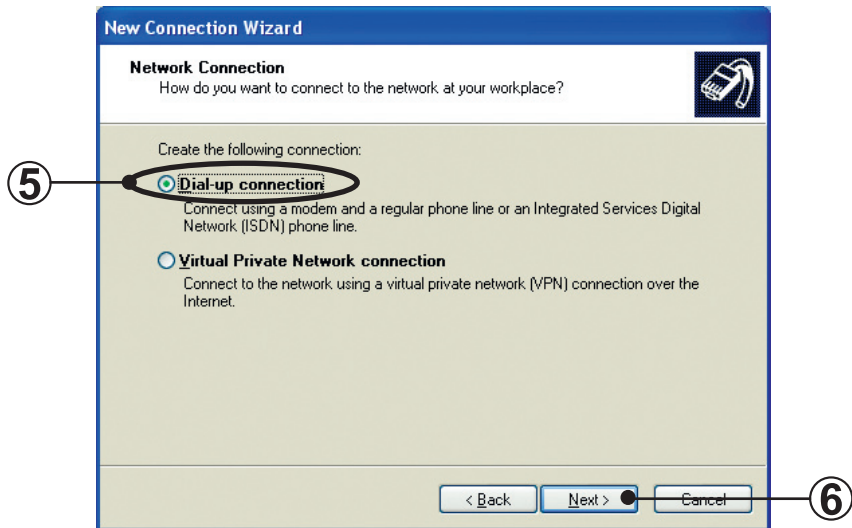 New Connection Wizard
Network Connection
How do you want to connect to the network at your workplace?
Create the following connection:
5
Dial-up connection
Connect using a modem and a regular phone line or an Integrated Services Digital
Network (ISDN) phone line.
Virtual Private Network connection
Connect to the network using a virtual private network (VPN) connection over the
Internet.
< Back Next > Cancel 6